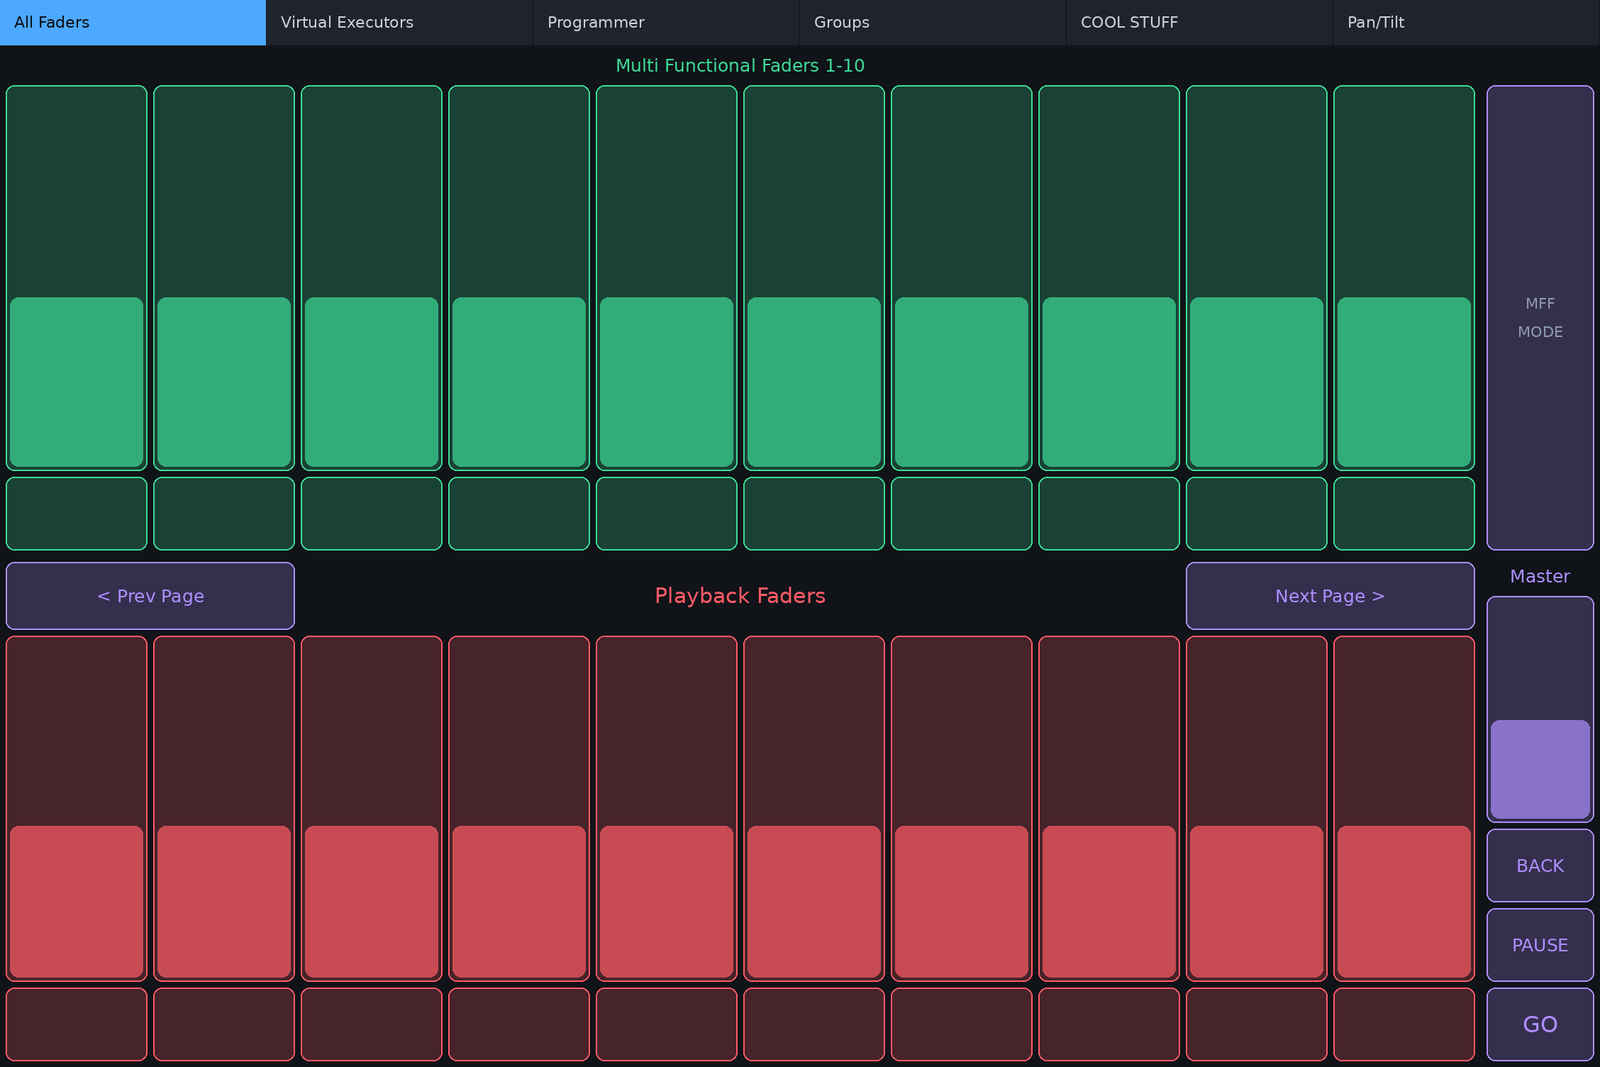 All Faders
Virtual Executors
Programmer
Groups
COOL STUFF
Pan/Tilt
Multi Functional Faders 1-10
MFF
MODE
< Prev Page
Playback Faders
Next Page >
Master
BACK
PAUSE
GO